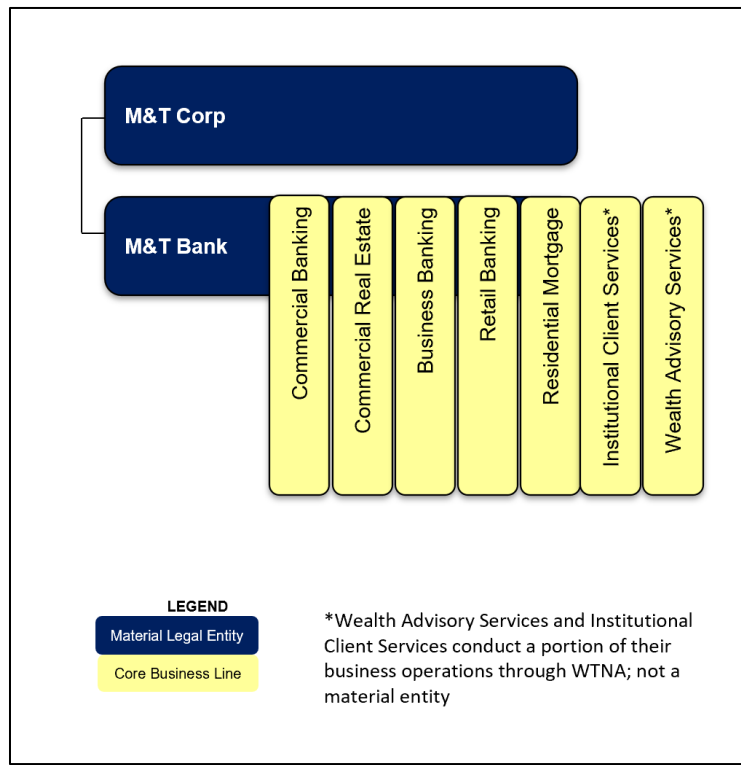 M&T Corp
M&T Bank
Commercial Banking
Commercial Real Estate
Business Banking
Retail Banking
Residential Mortgage
Institutional Client Services*
Wealth Advisory Services*
LEGEND
Material Legal Entity
Core Business Line
*Wealth Advisory Services and Institutional
Client Services conduct a portion of their
business operations through WTNA; not a
material entity